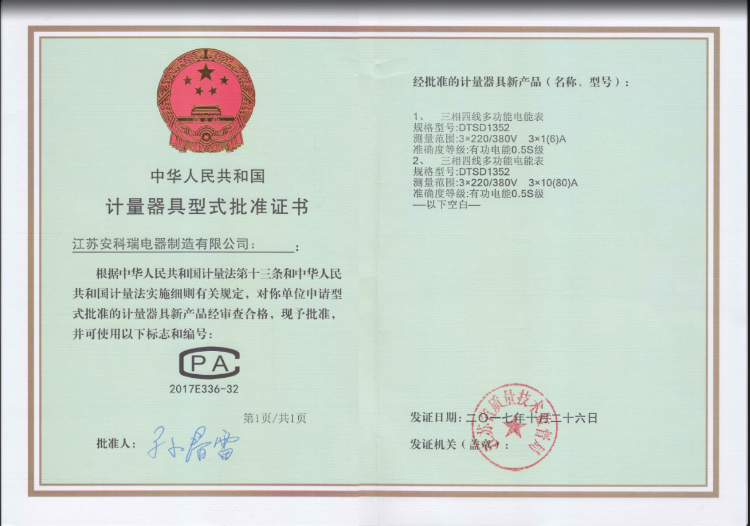 中华人民共和国
计量器具型式批准证书
江苏安科瑞电器制造有限公司: :
根据中华人民共和国计量法第十三条和中华人民
共和国计量法实施细则有关规定，对你单位申请型
式批准的计量器具新产品经审查合格，现予批准，
并可使用以下标志和编号:
CPA
2017E336-32
第1页/共1页
批准人:
经批准的计量器具新产品（名称、型号）:
1、 三相四线多功能电能表
规格型号:DTSD1352
测量范围:3×220/380V 3×1(6)A
准确度等级:有功电能0.5S级
2、 三相四线多功能电能表
规格型号:DTSD1352
测量范围:3×220/380V 3×10(80)A
准确度等级:有功电能0.5S级
——以下空白——
发证日期:二〇一七年十月二十六日
发证机关（盖章）:
江苏省质量技术监督局